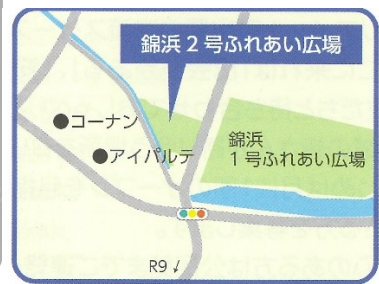 錦浜2号ふれあい広場
●コーナン
●アイパルテ
錦浜
1号ふれあい広場
R9↙